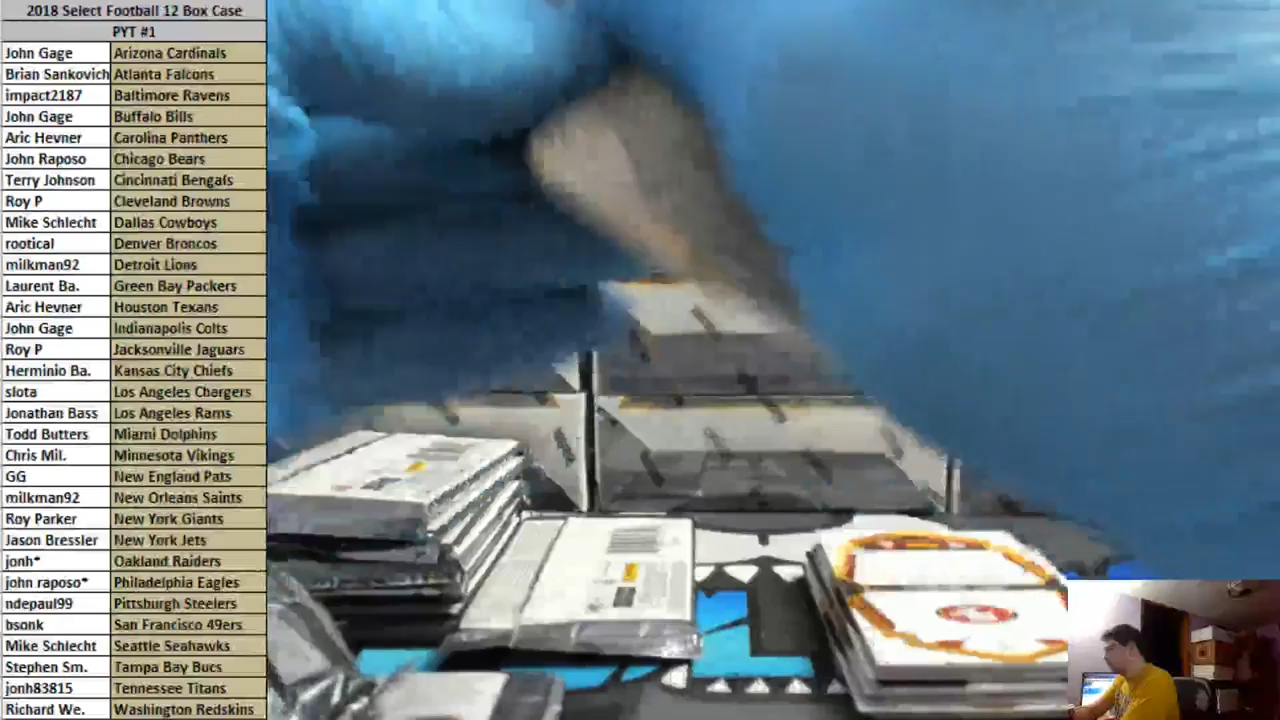 2018 Select Football 12 Box Case
PYT #1
John Gage Arizona Cardinals
Brian Sankovich Atlanta Falcons
impact2187 Baltimore Ravens
John Gage Buffalo Bills
Aric Hevner Carolina Panthers
John Raposo Chicago Bears
Terry Johnson Cincinnati Bengals
Roy P Cleveland Browns
Mike Schlecht Dallas Cowboys
rootical Denver Broncos
milkman92 Detroit Lions
Laurent Ba. Green Bay Packers
Aric Hevner Houston Texans
John Gage Indianapolis Colts
Roy P Jacksonville Jaguars
Herminio Ba. Kansas City Chiefs
slota Los Angeles Chargers
Jonathan Bass Los Angeles Rams
Todd Butters Miami Dolphins
Chris Mil. Minnesota Vikings
GG New England Pats
milkman92 New Orleans Saints
Roy Parker New York Giants
Jason Bressler New York Jets
jonh* Oakland Raiders
john raposo* Philadelphia Eagles
ndepaul99 Pittsburgh Steelers
bsonk San Francisco 49ers
Mike Schlecht Seattle Seahawks
Stephen Sm. Tampa Bay Bucs
jonh83815 Tennessee Titans
Richard We. Washington Redskins